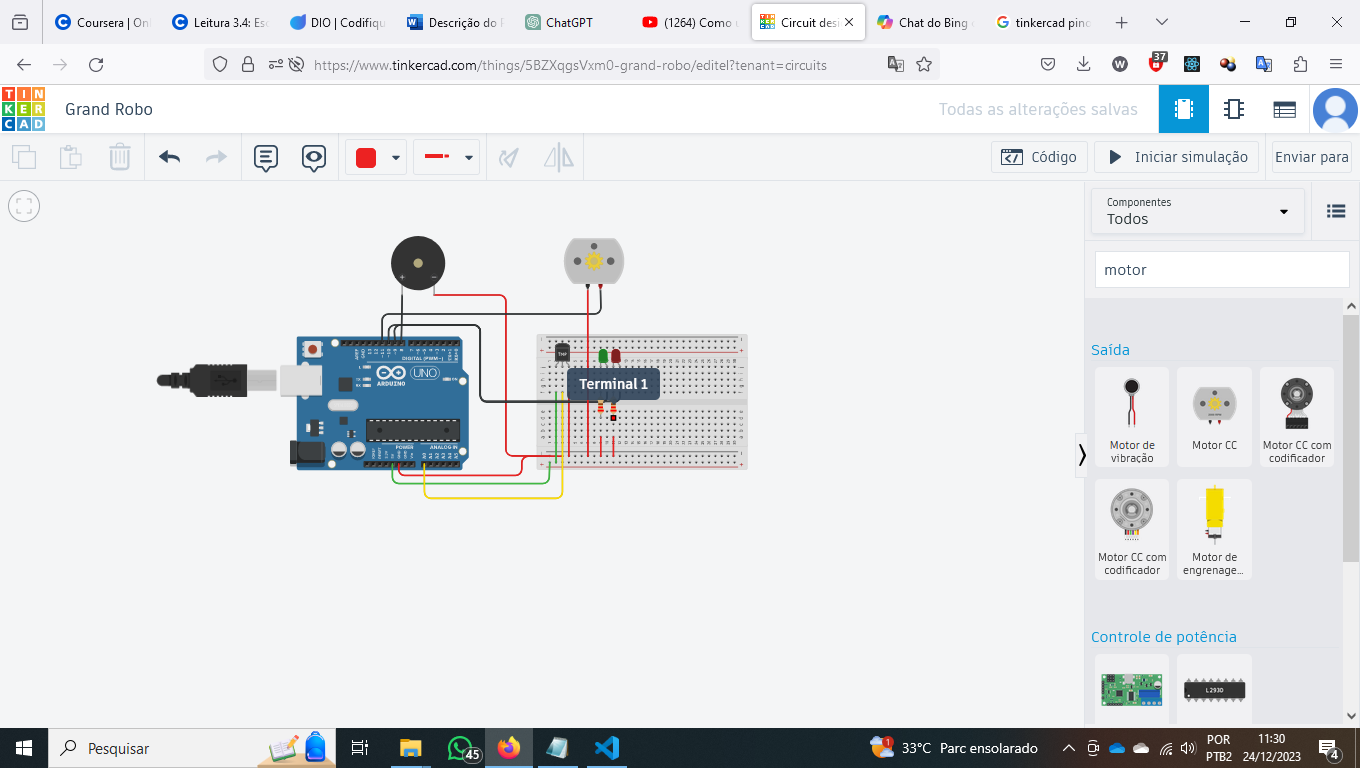 Coursera | Onl
Leitura 3.4: Esc
DIO | Codifiqu
Descrição do P
ChatGPT
(1264) Como u
Circuit desi
Chat do Bing c
tinkercad pino
https://www.tinkercad.com/things/5BZXqgsVxm0-grand-robo/editel?tenant=circuits
37
TIN
KER
CAD
Grand Robo
Todas as alterações salvas
Código
Iniciar simulação
Enviar para
Componentes
Todos
motor
Saída
Motor de
vibração
Motor CC
Motor CC com
codificador
Motor CC com
codificador
Motor de
engrenage...
Controle de potência
L293D
TMP
Terminal 1
DIGITAL (PWM~)
UNO
ARDUINO
POWER
ANALOG IN
Pesquisar
45
1
33°C Parc ensolarado
POR
PTB2
11:30
24/12/2023
4